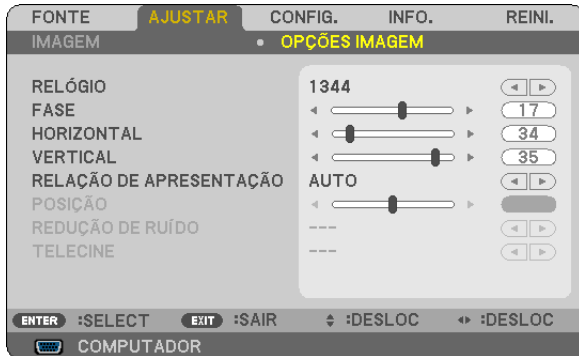 FONTE AJUSTAR CONFIG. INFO. REINI.
IMAGEM • OPÇÕES IMAGEM
RELÓGIO 1344
FASE 17
HORIZONTAL 34
VERTICAL 35
RELAÇÃO DE APRESENTAÇÃO AUTO
POSIÇÃO
REDUÇÃO DE RUÍDO ---
TELECINE ---
ENTER :SELECT EXIT :SAIR :DESLOC :DESLOC
COMPUTADOR